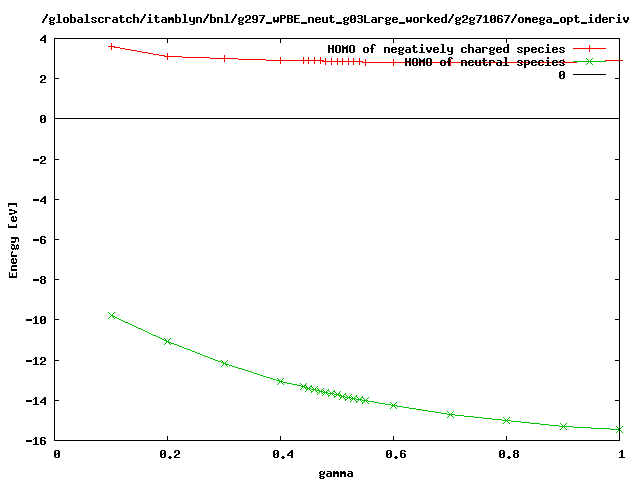 /globalscratch/itamblyn/bnl/g297_wPBE_neut_g03Large_worked/g2g71067/omega_opt_ideriv
HOMO of negatively charged species
HOMO of neutral species
0
4
2
0
-2
-4
-6
-8
-10
-12
-14
-16
Energy [eV]
0 0.2 0.4 0.6 0.8 1
gamma